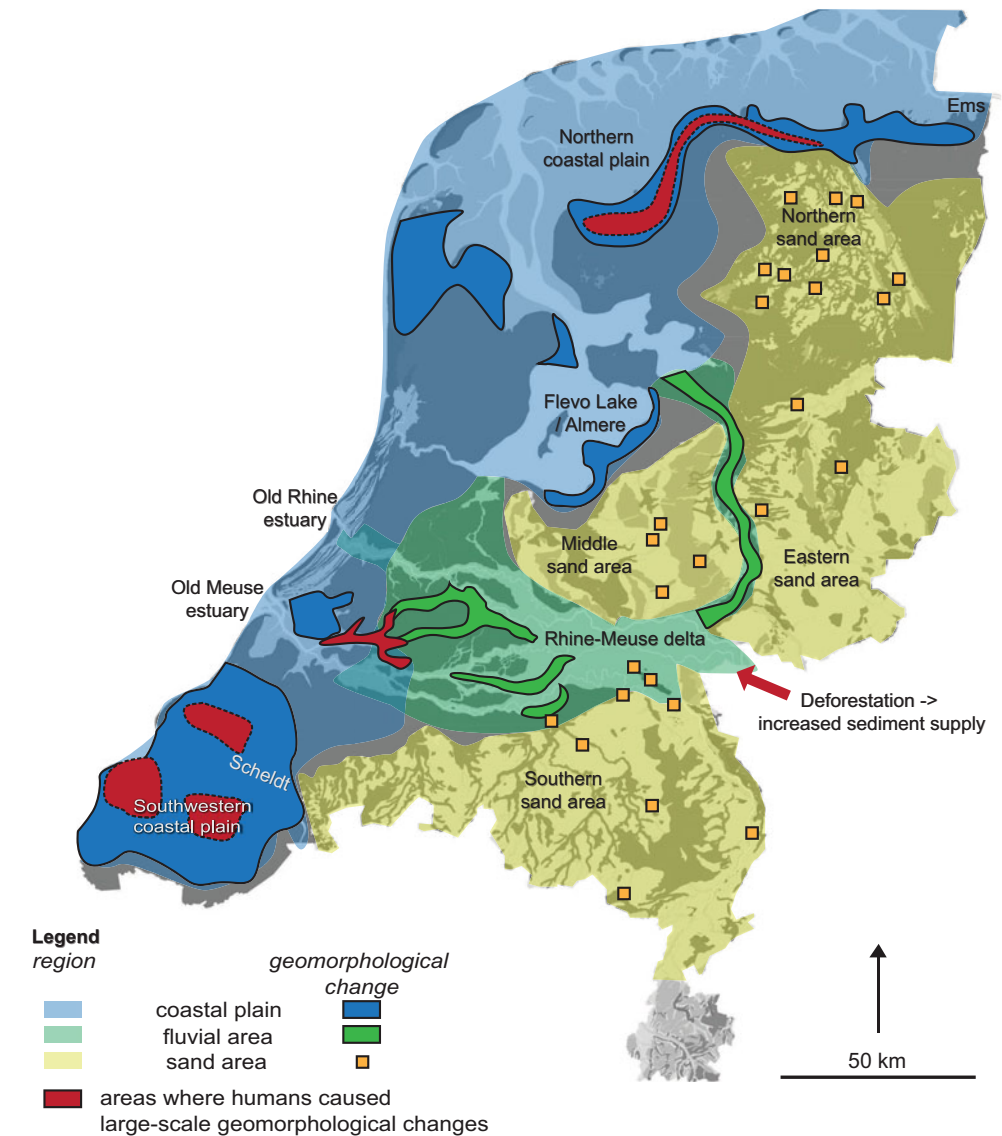 Ems
Northern
coastal plain
Northern
sand area
Flevo Lake
/ Almere
Old Rhine
estuary
Middle
sand area
Eastern
sand area
Old Meuse
estuary
Rhine-Meuse delta
Deforestation ->
increased sediment supply
Scheldt
Southern
sand area
Southwestern
coastal plain
Legend
region
geomorphological
change
coastal plain
fluvial area
sand area
areas where humans caused
large-scale geomorphological changes
50 km